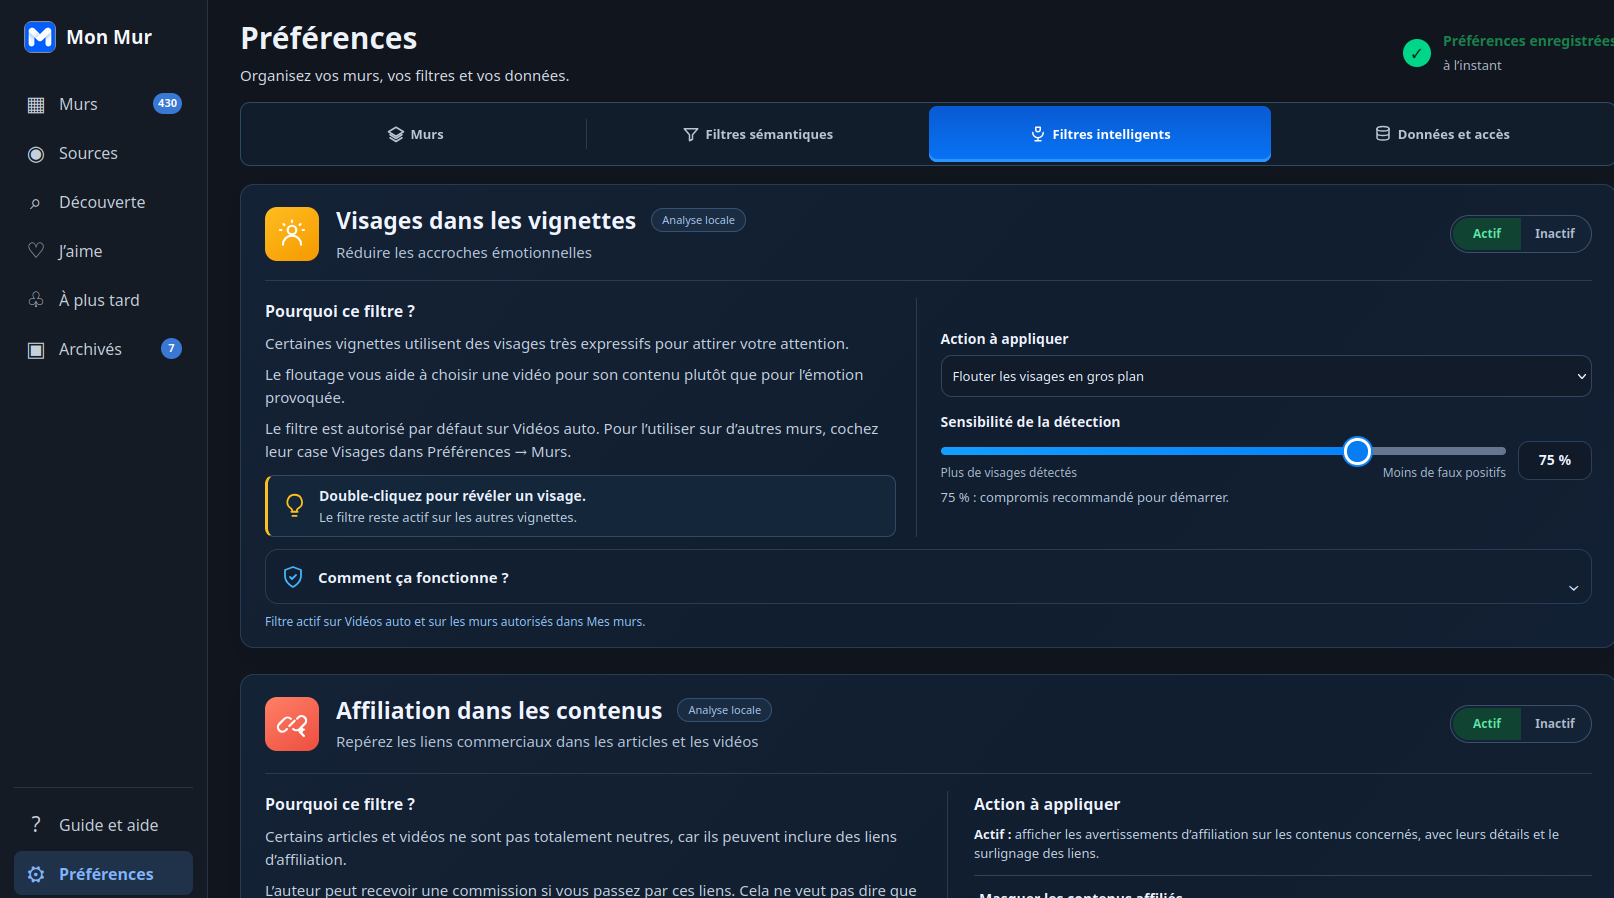 Mon Mur
Murs 430
Sources
Découverte
J’aime
À plus tard
Archivés 7
Guide et aide
Préférences
Préférences
Organisez vos murs, vos filtres et vos données.
Préférences enregistrées
à l’instant
Murs
Filtres sémantiques
Filtres intelligents
Données et accès
Visages dans les vignettes
Analyse locale
Réduire les accroches émotionnelles
Actif
Inactif
Pourquoi ce filtre ?
Certaines vignettes utilisent des visages très expressifs pour attirer votre attention.
Le floutage vous aide à choisir une vidéo pour son contenu plutôt que pour l’émotion
provoquée.
Le filtre est autorisé par défaut sur Vidéos auto. Pour l’utiliser sur d’autres murs, cochez
leur case Visages dans Préférences → Murs.
Double-cliquez pour révéler un visage.
Le filtre reste actif sur les autres vignettes.
Action à appliquer
Flouter les visages en gros plan
Sensibilité de la détection
75 %
Plus de visages détectés
Moins de faux positifs
75 % : compromis recommandé pour démarrer.
Comment ça fonctionne ?
Filtre actif sur Vidéos auto et sur les murs autorisés dans Mes murs.
Affiliation dans les contenus
Analyse locale
Repérez les liens commerciaux dans les articles et les vidéos
Actif
Inactif
Pourquoi ce filtre ?
Certains articles et vidéos ne sont pas totalement neutres, car ils peuvent inclure des liens
d’affiliation.
L’auteur peut recevoir une commission si vous passez par ces liens. Cela ne veut pas dire que
Action à appliquer
Actif : afficher les avertissements d’affiliation sur les contenus concernés, avec leurs détails et le
surlignage des liens.
Masquer les contenus affiliés